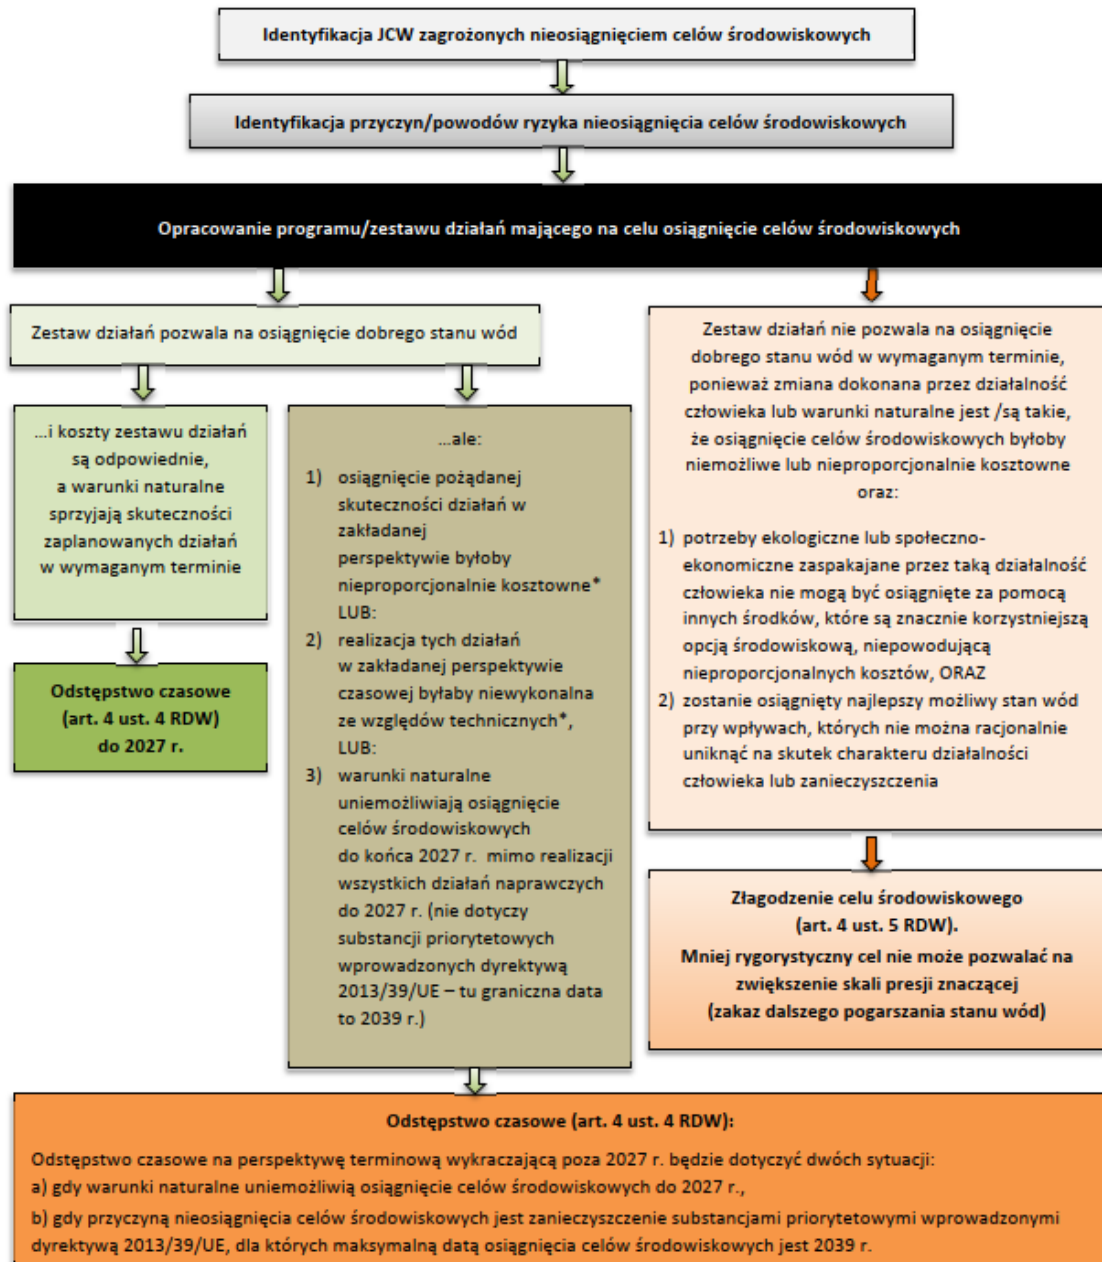 Identyfikacja JCW zagrożonych nieosiągnięciem celów środowiskowych
Identyfikacja przyczyn/powodów ryzyka nieosiągnięcia celów środowiskowych
Opracowanie programu/zestawu działań mającego na celu osiągnięcie celów środowiskowych
Zestaw działań pozwala na osiągnięcie dobrego stanu wód
...i koszty zestawu działań
są odpowiednie,
a warunki naturalne
sprzyjają skuteczności
zaplanowanych działań
w wymaganym terminie
Odstępstwo czasowe
(art. 4 ust. 4 RDW)
do 2027 r.
...ale:
1) osiągnięcie pożądanej
skuteczności działań w
zakładanej
perspektywie byłoby
nieproporcjonalnie kosztowne*
LUB:
2) realizacja tych działań
w zakładanej perspektywie
czasowej byłaby niewykonalna
ze względów technicznych*,
LUB:
3) warunki naturalne
uniemożliwiają osiągnięcie
celów środowiskowych
do końca 2027 r. mimo realizacji
wszystkich działań naprawczych
do 2027 r. (nie dotyczy
substancji priorytetowych
wprowadzonych dyrektywą
2013/39/UE – tu graniczna data
to 2039 r.)
Zestaw działań nie pozwala na osiągnięcie
dobrego stanu wód w wymaganym terminie,
ponieważ zmiana dokonana przez działalność
człowieka lub warunki naturalne jest /są takie,
że osiągnięcie celów środowiskowych byłoby
niemożliwe lub nieproporcjonalnie kosztowne
oraz:
1) potrzeby ekologiczne lub społeczno-
ekonomiczne zaspakajane przez taką działalność
człowieka nie mogą być osiągnięte za pomocą
innych środków, które są znacznie korzystniejszą
opcją środowiskową, niepowodującą
nieproporcjonalnych kosztów, ORAZ
2) zostanie osiągnięty najlepszy możliwy stan wód
przy wpływach, których nie można racjonalnie
uniknąć na skutek charakteru działalności
człowieka lub zanieczyszczenia
Złagodzenie celu środowiskowego
(art. 4 ust. 5 RDW).
Mniej rygorystyczny cel nie może pozwalać na
zwiększenie skali presji znaczącej
(zakaz dalszego pogarszania stanu wód)
Odstępstwo czasowe (art. 4 ust. 4 RDW):
Odstępstwo czasowe na perspektywę terminową wykraczającą poza 2027 r. będzie dotyczyć dwóch sytuacji:
a) gdy warunki naturalne uniemożliwią osiągnięcie celów środowiskowych do 2027 r.,
b) gdy przyczyną nieosiągnięcia celów środowiskowych jest zanieczyszczenie substancjami priorytetowymi wprowadzonymi
dyrektywą 2013/39/UE, dla których maksymalną datą osiągnięcia celów środowiskowych jest 2039 r.